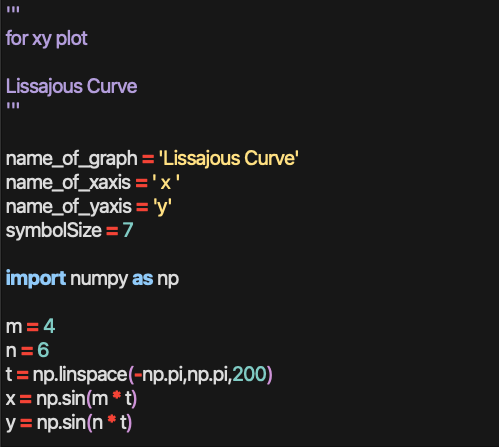 '''
for xy plot
Lissajous Curve
'''
name_of_graph = 'Lissajous Curve'
name_of_xaxis = ' x '
name_of_yaxis = 'y'
symbolSize = 7
import numpy as np
m = 4
n = 6
t = np.linspace(-np.pi,np.pi,200)
x = np.sin(m * t)
y = np.sin(n * t)